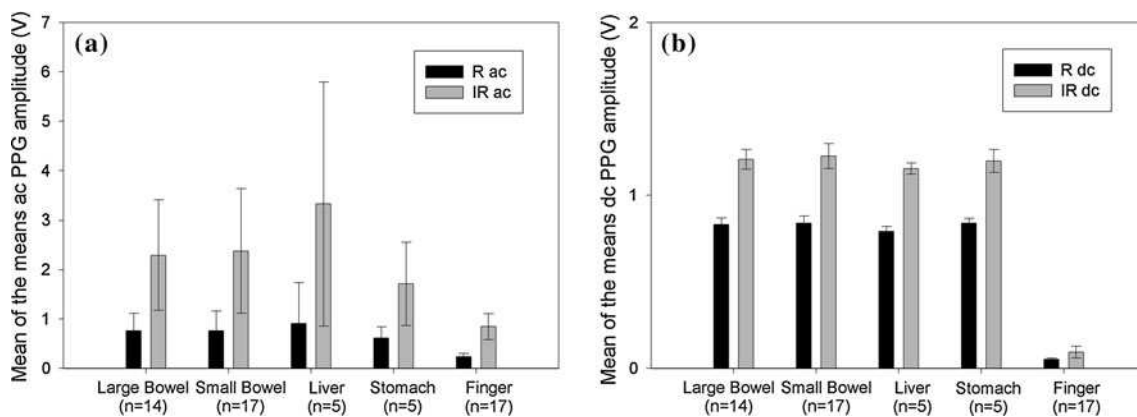 Mean of the means ac PPG amplitude (V)
7
6
5
4
3
2
1
0
(a)
R ac
IR ac
Large Bowel Small Bowel Liver Stomach Finger
(n=14) (n=17) (n=5) (n=5) (n=17)
Mean of the means dc PPG amplitude (V)
2
1
0
(b)
R dc
IR dc
Large Bowel Small Bowel Liver Stomach Finger
(n=14) (n=17) (n=5) (n=5) (n=17)